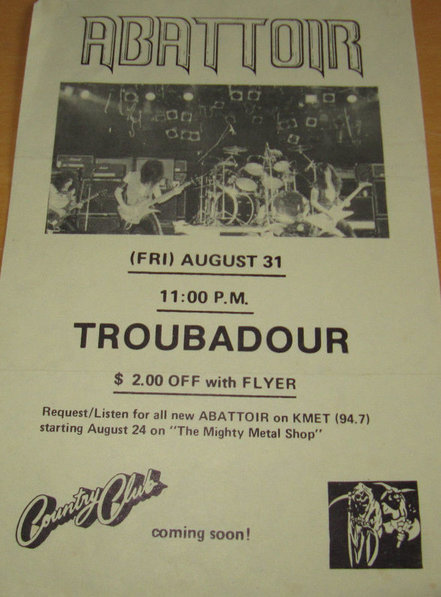 ABATTOIR
(FRI) AUGUST 31
11:00 P.M.
TROUBADOUR
$ 2.00 OFF with FLYER
Request/Listen for all new ABATTOIR on KMET (94.7)
starting August 24 on "The Mighty Metal Shop"
Country Club
coming soon!